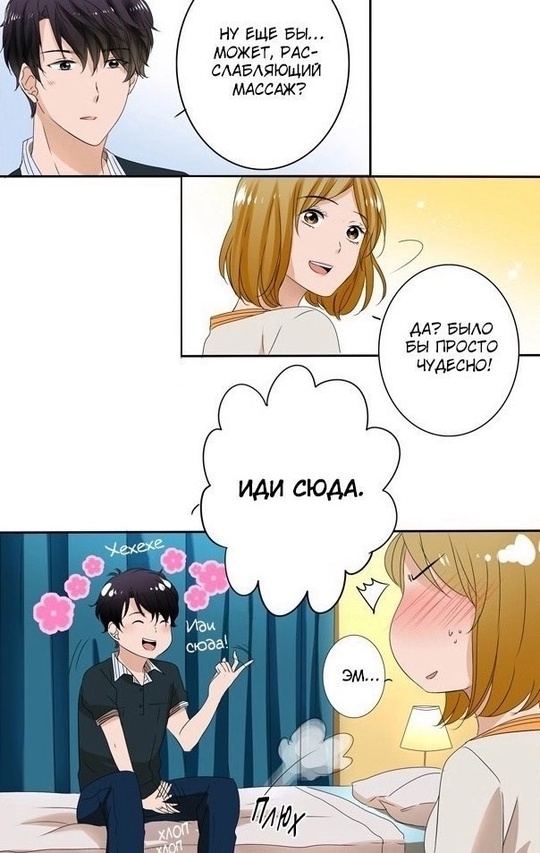 НУ ЕЩЕ БЫ...
МОЖЕТ, РАС-
СЛАБЛЯЮЩИЙ
МАССАЖ?
ДА? БЫЛО
БЫ ПРОСТО
ЧУДЕСНО!
ИДИ СЮДА.
Хехехе
Иди
сюда!
ЭМ...
ПЛЮХ
ХЛОП
ХЛОП